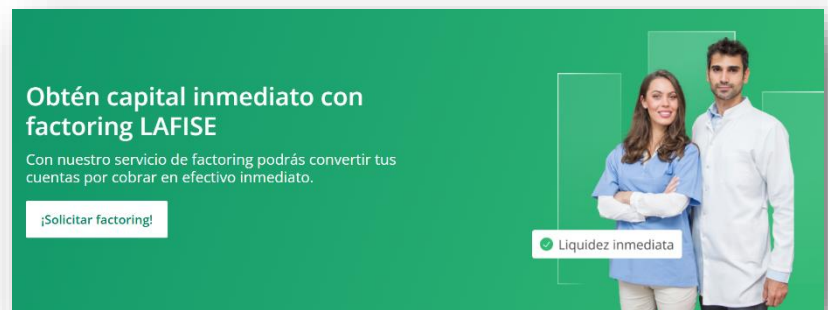 Obtén capital inmediato con
factoring LAFISE
Con nuestro servicio de factoring podrás convertir tus
cuentas por cobrar en efectivo inmediato.
¡Solicitar factoring!
Liquidez inmediata